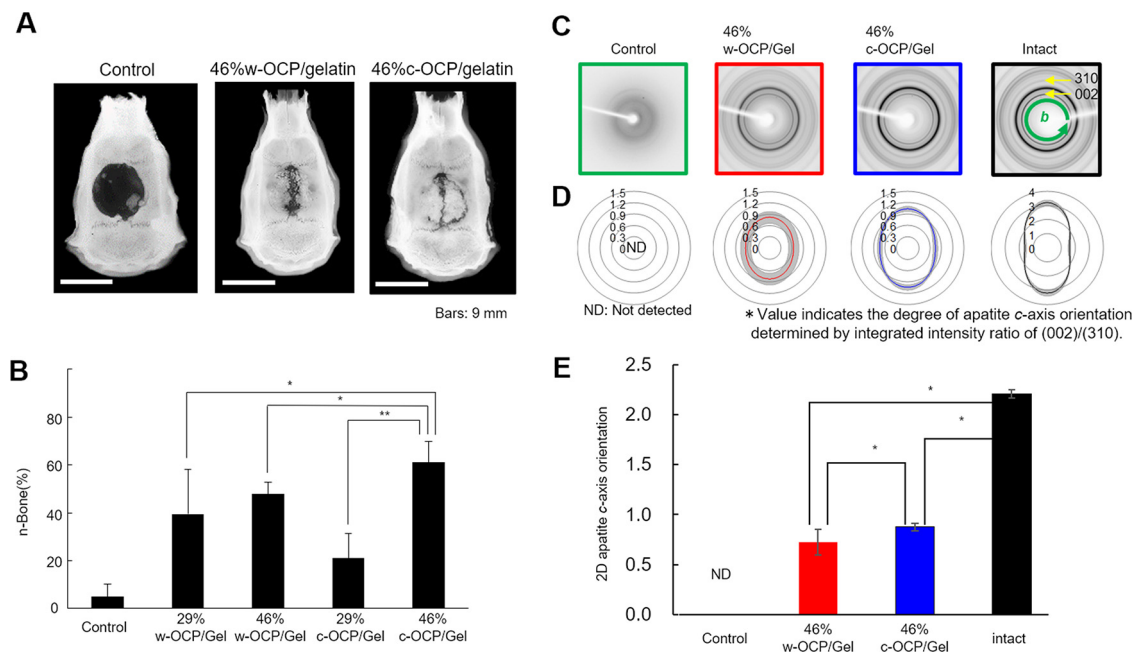 A
Control
46%w-OCP/gelatin
46%c-OCP/gelatin
Bars: 9 mm
B
n-Bone(%)
80
60
40
20
0
*
*
**
Control
29%
w-OCP/Gel
46%
w-OCP/Gel
29%
c-OCP/Gel
46%
c-OCP/Gel
C
Control
46%
w-OCP/Gel
46%
c-OCP/Gel
Intact
310
002
b
D
1.5
1.2
0.9
0.6
0.3
0
ND
1.5
1.2
0.9
0.6
0.3
0
1.5
1.2
0.9
0.6
0.3
0
4
3
2
1
0
ND: Not detected
* Value indicates the degree of apatite c-axis orientation
determined by integrated intensity ratio of (002)/(310).
E
2D apatite c-axis orientation
2.5
2.0
1.5
1.0
0.5
0.0
*
*
*
ND
Control
46%
w-OCP/Gel
46%
c-OCP/Gel
intact